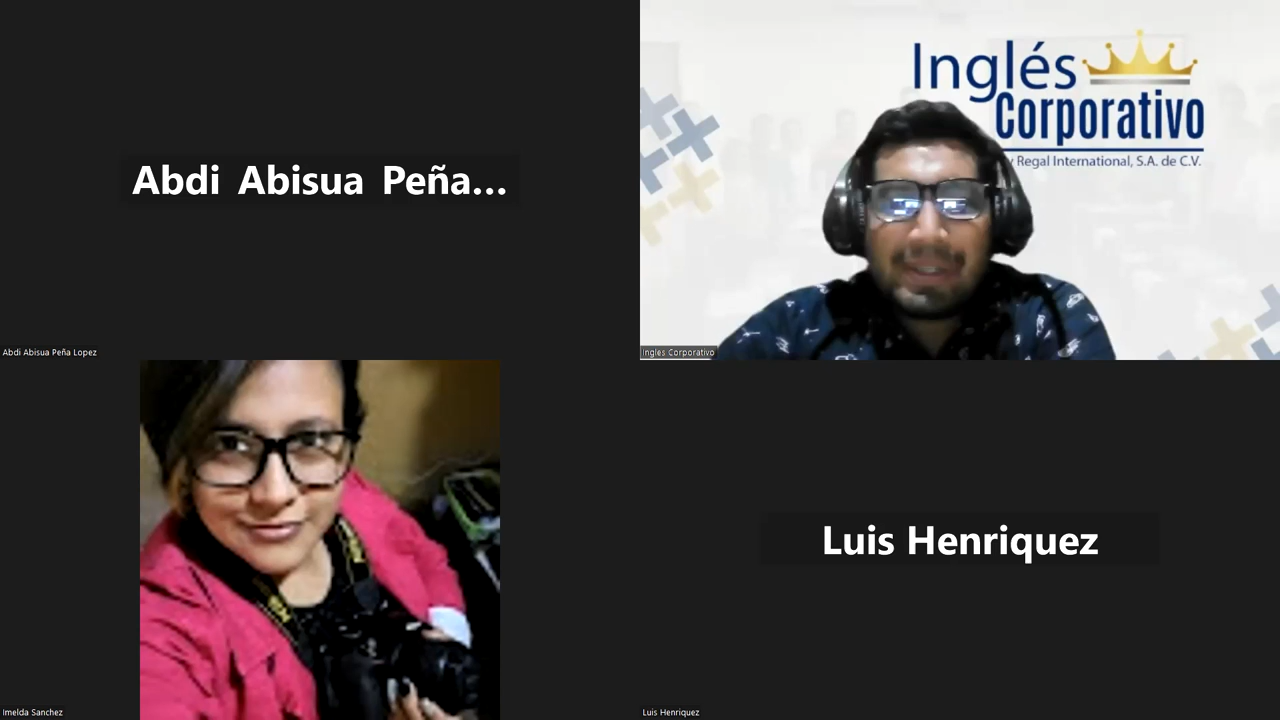 Abdi Abisua Peña...
Abdi Abisua Peña Lopez
Inglés
Corporativo
y Regal International, S.A. de C.V.
Ingles Corporativo
Imelda Sanchez
Luis Henriquez
Luis Henriquez